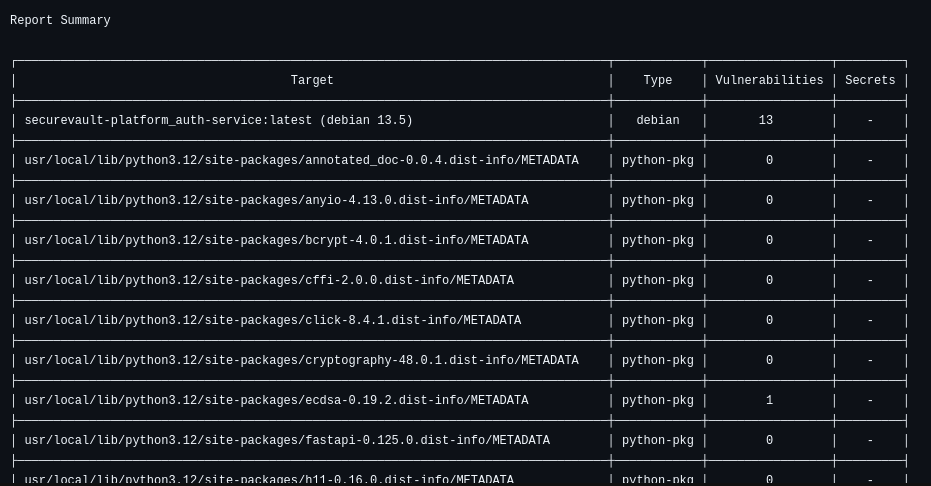 Report Summary
Target Type Vulnerabilities Secrets
securevault-platform_auth-service:latest (debian 13.5) debian 13 -
usr/local/lib/python3.12/site-packages/annotated_doc-0.0.4.dist-info/METADATA python-pkg 0 -
usr/local/lib/python3.12/site-packages/anyio-4.13.0.dist-info/METADATA python-pkg 0 -
usr/local/lib/python3.12/site-packages/bcrypt-4.0.1.dist-info/METADATA python-pkg 0 -
usr/local/lib/python3.12/site-packages/cffi-2.0.0.dist-info/METADATA python-pkg 0 -
usr/local/lib/python3.12/site-packages/click-8.4.1.dist-info/METADATA python-pkg 0 -
usr/local/lib/python3.12/site-packages/cryptography-48.0.1.dist-info/METADATA python-pkg 0 -
usr/local/lib/python3.12/site-packages/ecdsa-0.19.2.dist-info/METADATA python-pkg 1 -
usr/local/lib/python3.12/site-packages/fastapi-0.125.0.dist-info/METADATA python-pkg 0 -
usr/local/lib/python3.12/site-packages/h11-0.16.0.dist-info/METADATA python-pkg 0 -